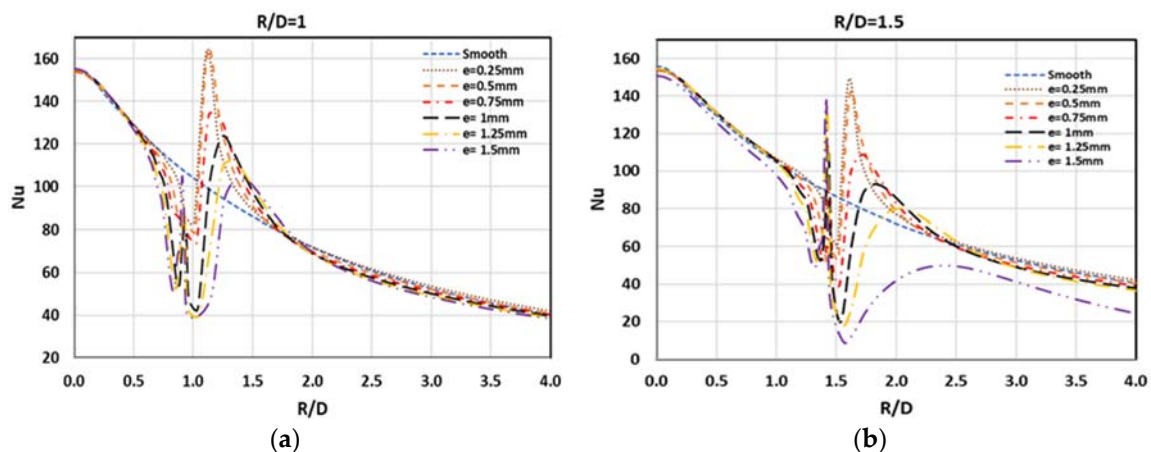 R/D=1
160
140
120
100
80
60
40
20
Nu
Smooth
e=0.25mm
e=0.5mm
e=0.75mm
e= 1mm
e= 1.25mm
e= 1.5mm
0.0 0.5 1.0 1.5 2.0 2.5 3.0 3.5 4.0
R/D
(a)
R/D=1.5
160
140
120
100
80
60
40
20
0
Nu
Smooth
e=0.25mm
e=0.5mm
e=0.75mm
e= 1mm
e= 1.25mm
e= 1.5mm
0.0 0.5 1.0 1.5 2.0 2.5 3.0 3.5 4.0
R/D
(b)